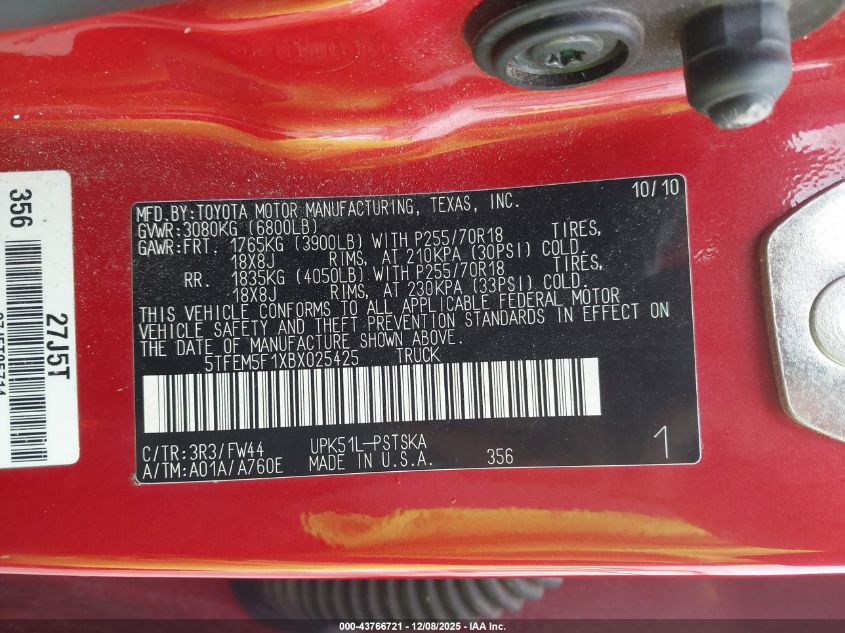 MFD.BY:TOYOTA MOTOR MANUFACTURING, TEXAS, INC. 10/10
GVWR:3080KG (6800LB)
GAWR:FRT. 1765KG (3900LB) WITH P255/70R18 TIRES,
18X8J RIMS, AT 210KPA (30PSI) COLD.
RR. 1835KG (4050LB) WITH P255/70R18 TIRES,
18X8J RIMS, AT 230KPA (33PSI) COLD.
THIS VEHICLE CONFORMS TO ALL APPLICABLE FEDERAL MOTOR
VEHICLE SAFETY AND THEFT PREVENTION STANDARDS IN EFFECT ON
THE DATE OF MANUFACTURE SHOWN ABOVE.
5TFEM5F1XBX025425 TRUCK
C/TR:3R3/FW44 UPK51L-PSTSKA
A/TM:A01A/A760E MADE IN U.S.A. 356 1
356
27J5T
000-43766721 - 12/08/2025 - IAA Inc.